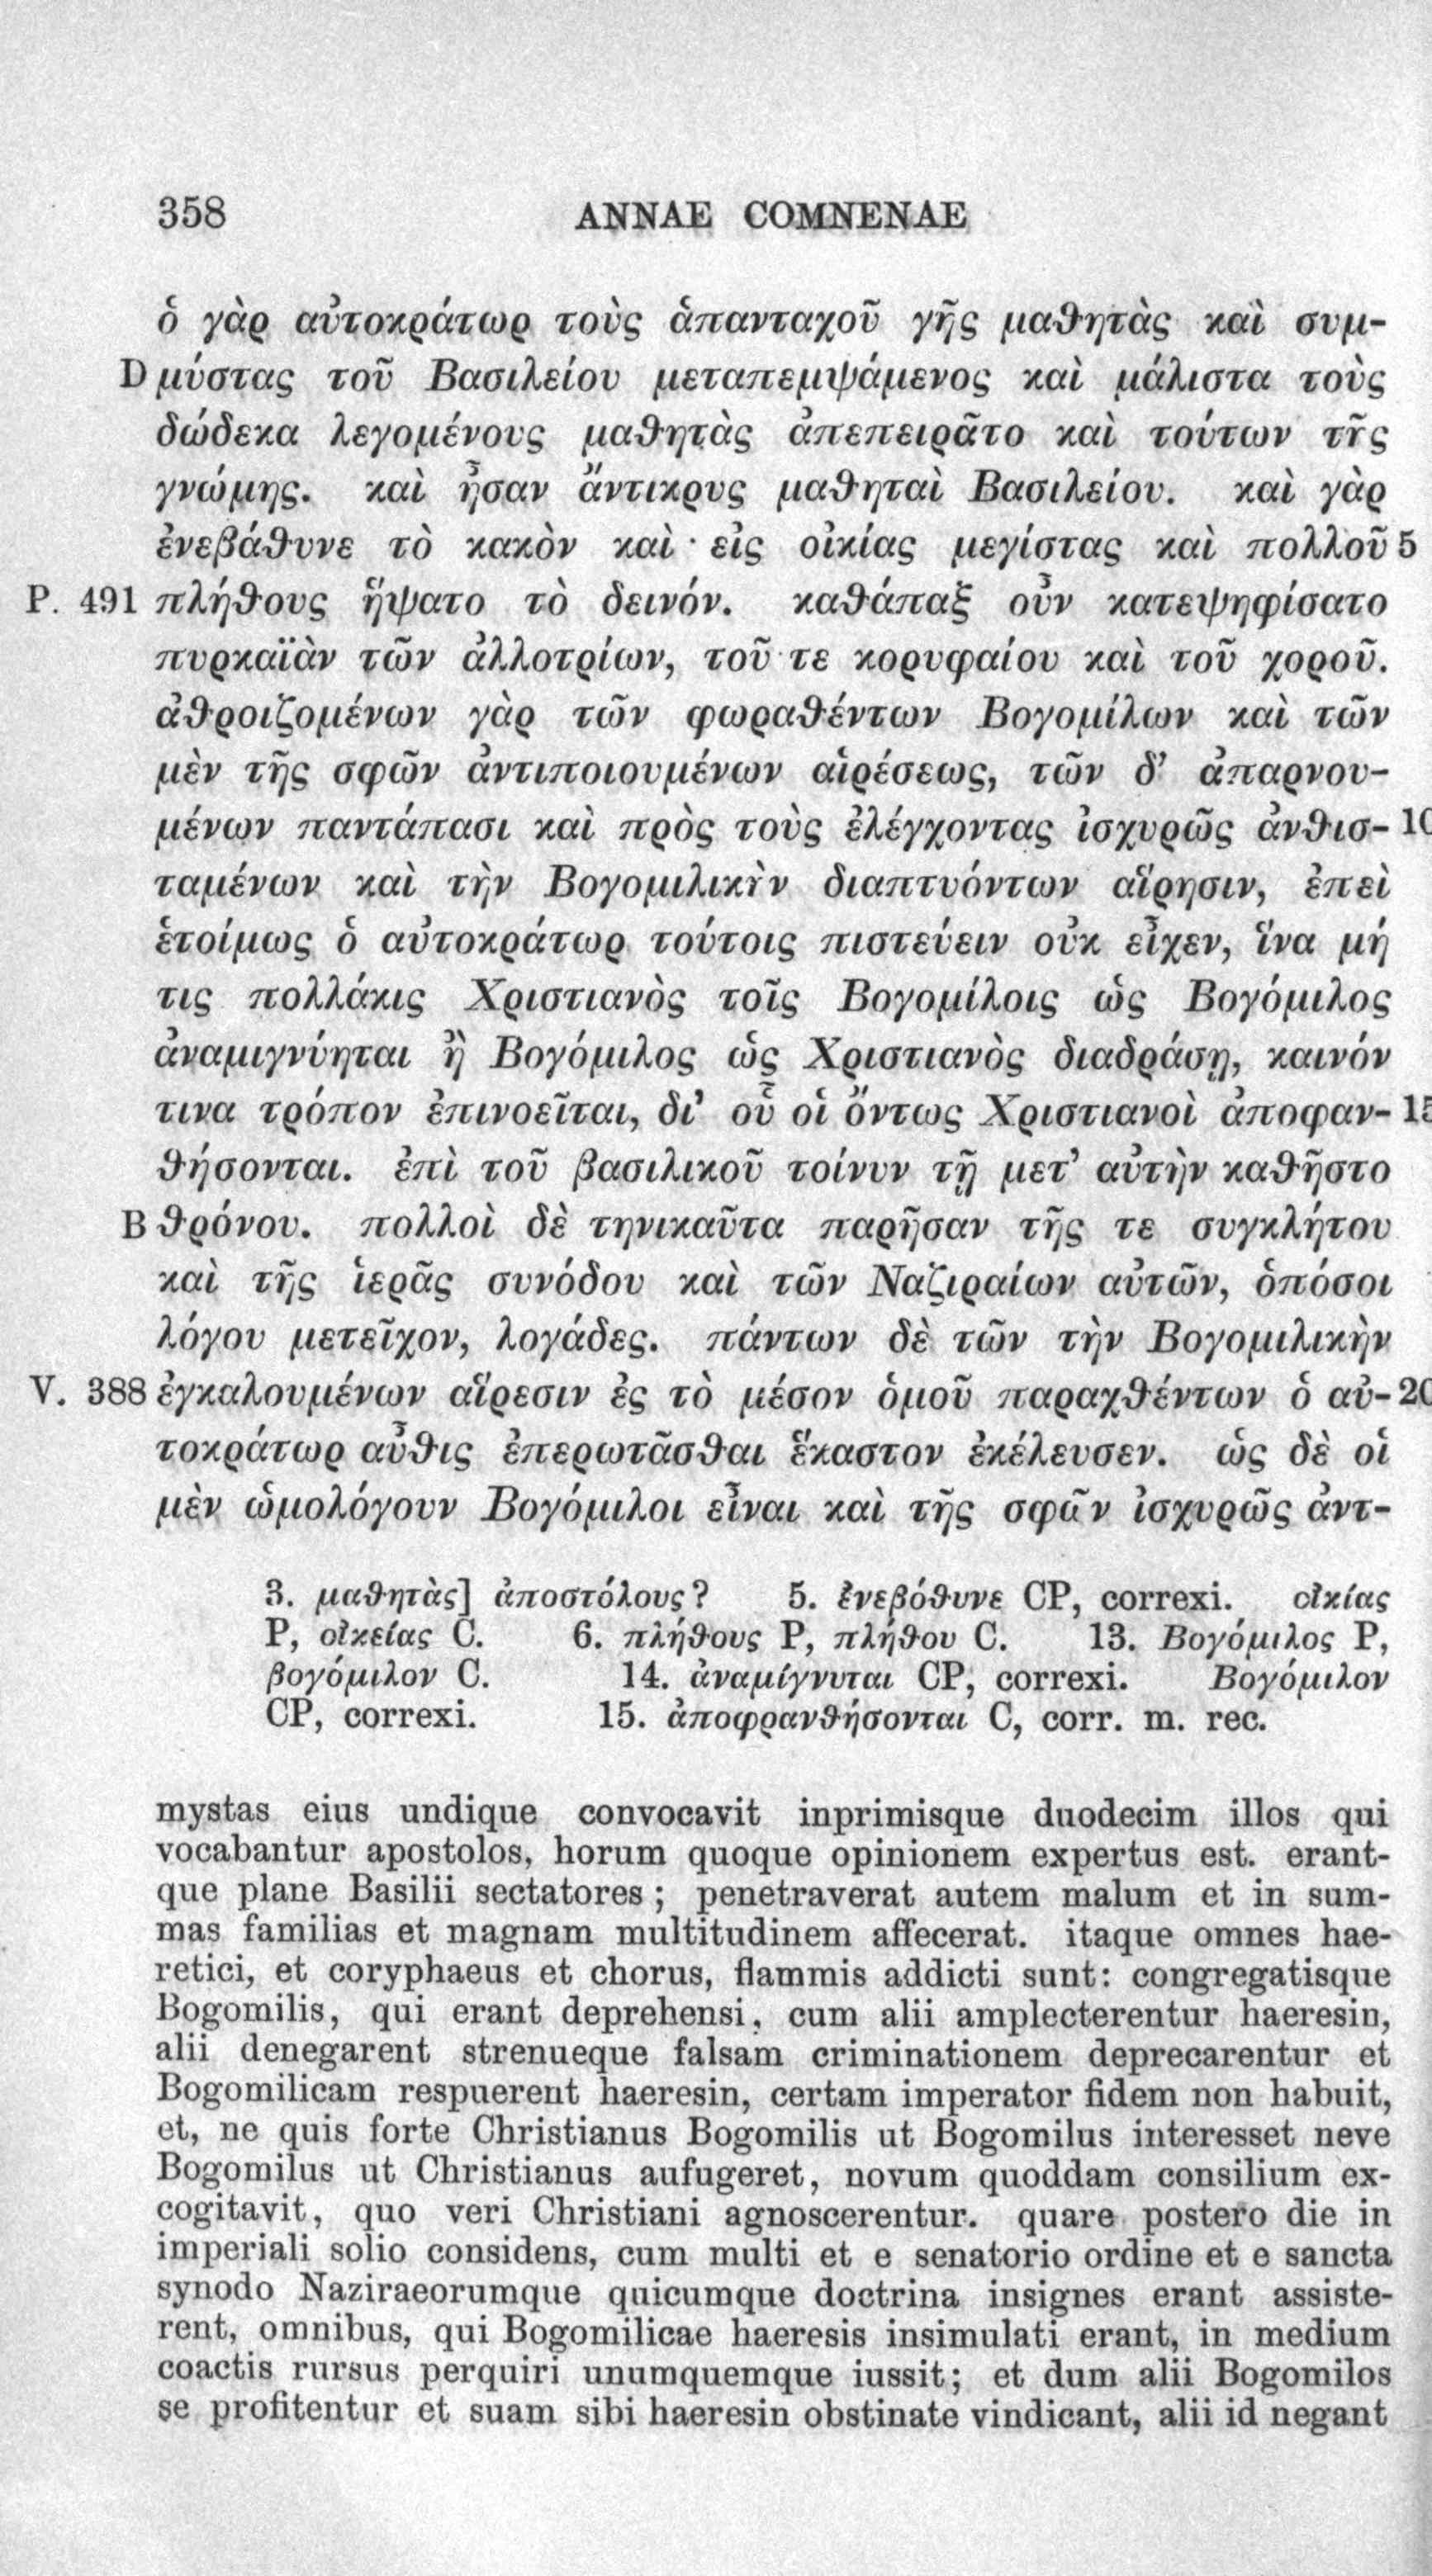 358 ANNAE COMNENAE
ὁ γὰρ αὐτοκράτωρ τοὺς ἁπανταχοῦ γῆς μαθητὰς καὶ συμ-
D μύστας τοῦ Βασιλείου μεταπεμψάμενος καὶ μάλιστα τοὺς
δώδεκα λεγομένους μαθητὰς ἀπεπειρᾶτο καὶ τούτων τῆς
γνώμης. καὶ ἦσαν ἄντικρυς μαθηταὶ Βασιλείου. καὶ γὰρ
ἐνεβάθυνε τὸ κακὸν καὶ εἰς οἰκίας μεγίστας καὶ πολλοῦ 5
P. 491 πλήθους ἥψατο τὸ δεινόν. καθάπαξ οὖν κατεψηφίσατο
πυρκαϊὰν τῶν ἀλλοτρίων, τοῦ τε κορυφαίου καὶ τοῦ χοροῦ.
ἀθροιζομένων γὰρ τῶν φωραθέντων Βογομίλων καὶ τῶν
μὲν τῆς σφῶν ἀντιποιουμένων αἱρέσεως, τῶν δ’ ἀπαρνου-
μένων παντάπασι καὶ πρὸς τοὺς ἐλέγχοντας ἰσχυρῶς ἀνθισ- 10
ταμένων καὶ τὴν Βογομιλικὴν διαπτυόντων αἵρησιν, ἐπεὶ
ἑτοίμως ὁ αὐτοκράτωρ τούτοις πιστεύειν οὐκ εἶχεν, ἵνα μή
τις πολλάκις Χριστιανὸς τοῖς Βογομίλοις ὡς Βογόμιλος
ἀναμιγνύηται ἢ Βογόμιλος ὡς Χριστιανὸς διαδράσῃ, καινόν
τινα τρόπον ἐπινοεῖται, δι’ οὗ οἱ ὄντως Χριστιανοὶ ἀποφαν- 15
θήσονται. ἐπὶ τοῦ βασιλικοῦ τοίνυν τῇ μετ’ αὐτὴν καθῆστο
B θρόνου. πολλοὶ δὲ τηνικαῦτα παρῆσαν τῆς τε συγκλήτου
καὶ τῆς ἱερᾶς συνόδου καὶ τῶν Ναζιραίων αὐτῶν, ὁπόσοι
λόγου μετεῖχον, λογάδες. πάντων δὲ τῶν τὴν Βογομιλικὴν
V. 388 ἐγκαλουμένων αἵρεσιν ἐς τὸ μέσον ὁμοῦ παραχθέντων ὁ αὐ- 20
τοκράτωρ αὖθις ἐπερωτᾶσθαι ἕκαστον ἐκέλευσεν. ὡς δὲ οἱ
μὲν ὡμολόγουν Βογόμιλοι εἶναι καὶ τῆς σφῶν ἰσχυρῶς ἀντ-
3. μαθητὰς] ἀποστόλους? 5. ἐνεβόθυνε CP, correxi. οἰκίας
P, οἰκείας C. 6. πλήθους P, πλήθου C. 13. Βογόμιλος P,
βογόμιλον C. 14. ἀναμίγνυται CP, correxi. Βογόμιλον
CP, correxi. 15. ἀποφρανθήσονται C, corr. m. rec.
mystas eius undique convocavit inprimisque duodecim illos qui
vocabantur apostolos, horum quoque opinionem expertus est. erant-
que plane Basilii sectatores; penetraverat autem malum et in sum-
mas familias et magnam multitudinem affecerat. itaque omnes hae-
retici, et coryphaeus et chorus, flammis addicti sunt: congregatisque
Bogomilis, qui erant deprehensi, cum alii amplecterentur haeresin,
alii denegarent strenueque falsam criminationem deprecarentur et
Bogomilicam respuerent haeresin, certam imperator fidem non habuit,
et, ne quis forte Christianus Bogomilis ut Bogomilus interesset neve
Bogomilus ut Christianus aufugeret, novum quoddam consilium ex-
cogitavit, quo veri Christiani agnoscerentur. quare postero die in
imperiali solio considens, cum multi et e senatorio ordine et e sancta
synodo Naziraeorumque quicumque doctrina insignes erant assiste-
rent, omnibus, qui Bogomilicae haeresis insimulati erant, in medium
coactis rursus perquiri unumquemque iussit; et dum alii Bogomilos
se profitentur et suam sibi haeresin obstinate vindicant, alii id negant